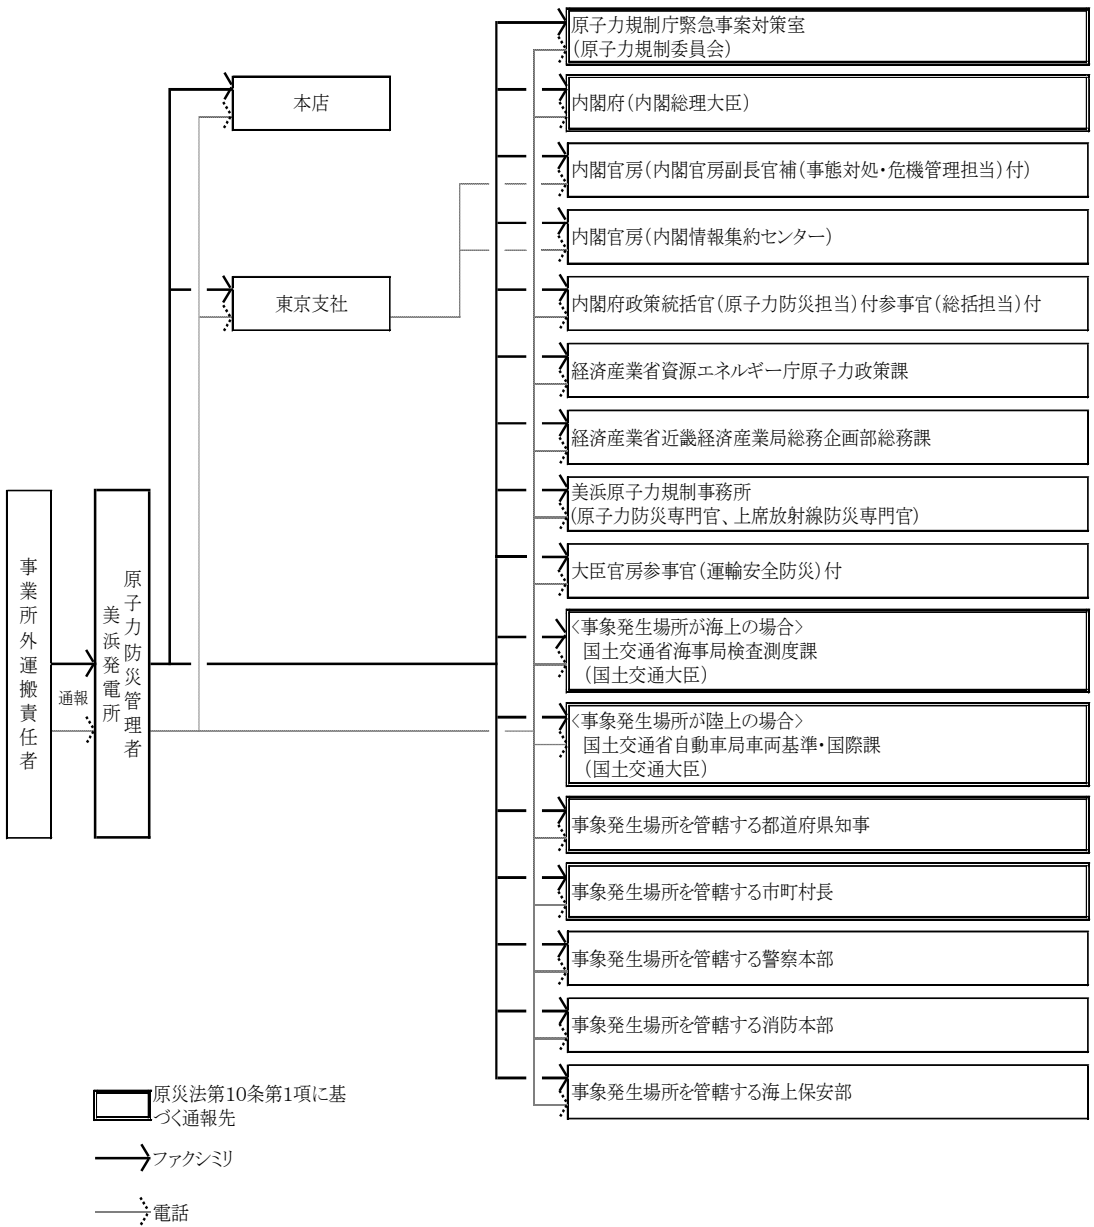 原子力規制庁緊急事案対策室
(原子力規制委員会)
内閣府(内閣総理大臣)
内閣官房(内閣官房副長官補(事態対処・危機管理担当)付)
内閣官房(内閣情報集約センター)
内閣府政策統括官(原子力防災担当)付参事官(総括担当)付
経済産業省資源エネルギー庁原子力政策課
経済産業省近畿経済産業局総務企画部総務課
美浜原子力規制事務所
(原子力防災専門官、上席放射線防災専門官)
大臣官房参事官(運輸安全防災)付
<事象発生場所が海上の場合>
国土交通省海事局検査測度課
(国土交通大臣)
<事象発生場所が陸上の場合>
国土交通省自動車局車両基準・国際課
(国土交通大臣)
事象発生場所を管轄する都道府県知事
事象発生場所を管轄する市町村長
事象発生場所を管轄する警察本部
事象発生場所を管轄する消防本部
事象発生場所を管轄する海上保安部
本店
東京支社
事業所外運搬責任者
通報
原子力防災管理者
美浜発電所
原災法第10条第1項に基
づく通報先
ファクシミリ
電話